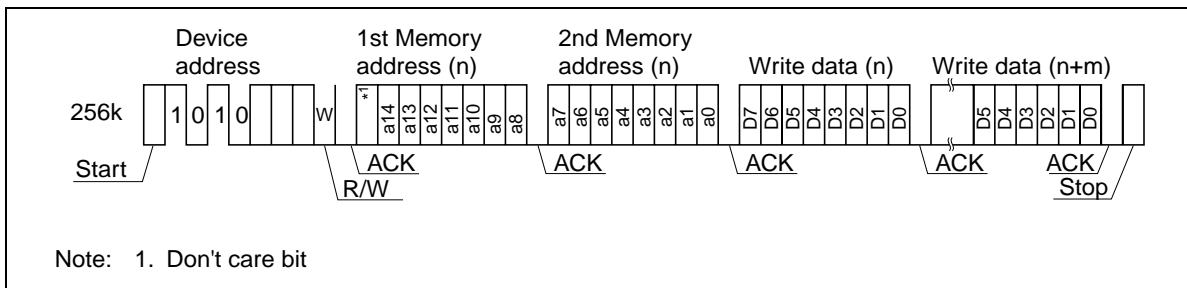 Device address
1st Memory address (n)
2nd Memory address (n)
Write data (n)
Write data (n+m)
256k
1 0 1 0 W
*1 a14 a13 a12 a11 a10 a9 a8
a7 a6 a5 a4 a3 a2 a1 a0
D7 D6 D5 D4 D3 D2 D1 D0
D5 D4 D3 D2 D1 D0
Start
R/W
ACK
ACK
ACK
ACK
ACK
Stop
Note: 1. Don't care bit